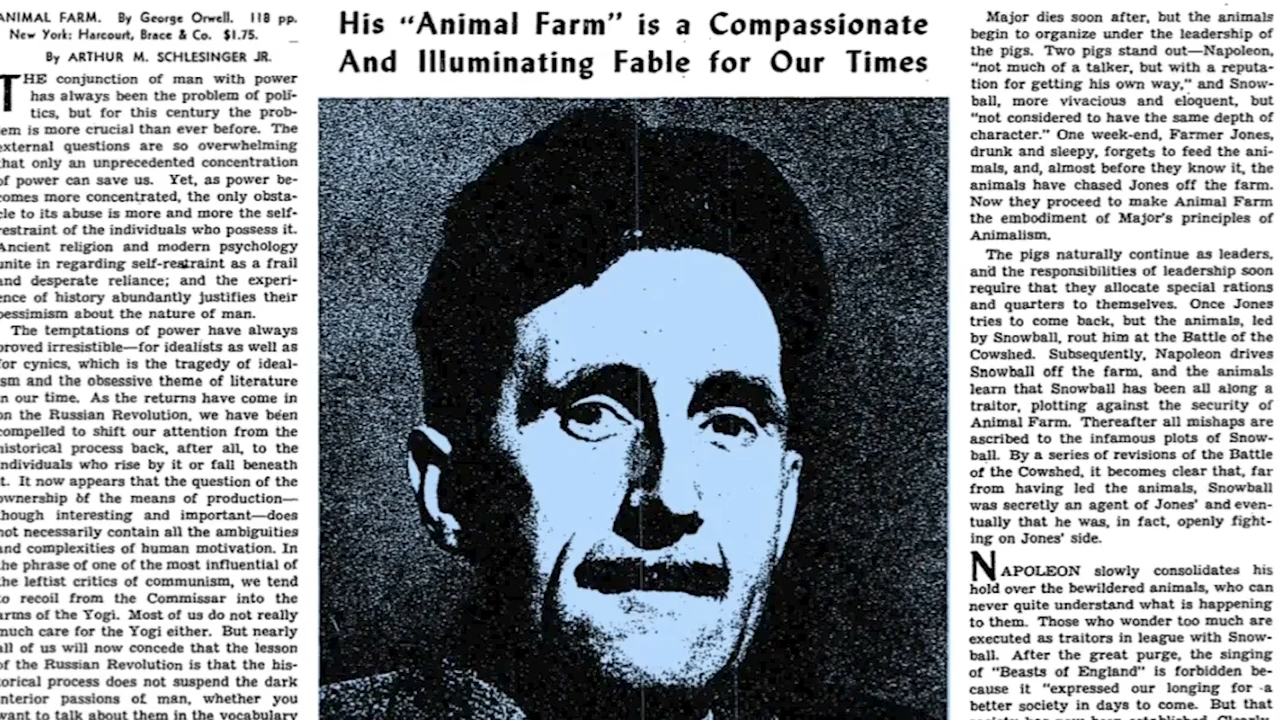 ANIMAL FARM. By George Orwell. 118 pp.
New York: Harcourt, Brace & Co. $1.75.
By ARTHUR M. SCHLESINGER JR.
THE conjunction of man with power
has always been the problem of poli-
tics, but for this century the prob-
em is more crucial than ever before. The
external questions are so overwhelming
that only an unprecedented concentration
of power can save us. Yet, as power be-
comes more concentrated, the only obsta-
cle to its abuse is more and more the self-
restraint of the individuals who possess it.
Ancient religion and modern psychology
unite in regarding self-restraint as a frail
and desperate reliance; and the experi-
ence of history abundantly justifies their
pessimism about the nature of man.
The temptations of power have always
proved irresistible—for idealists as well as
for cynics, which is the tragedy of ideal-
ism and the obsessive theme of literature
in our time. As the returns have come in
on the Russian Revolution, we have been
compelled to shift our attention from the
historical process back, after all, to the
individuals who rise by it or fall beneath
it. It now appears that the question of the
ownership of the means of production—
though interesting and important—does
not necessarily contain all the ambiguities
and complexities of human motivation. In
the phrase of one of the most influential of
the leftist critics of communism, we tend
to recoil from the Commissar into the
arms of the Yogi. Most of us do not really
much care for the Yogi either. But nearly
all of us will now concede that the lesson
of the Russian Revolution is that the his-
torical process does not suspend the dark
interior passions of man, whether you
want to talk about them in the vocabulary
His "Animal Farm" is a Compassionate
And Illuminating Fable for Our Times
Major dies soon after, but the animals
begin to organize under the leadership of
the pigs. Two pigs stand out—Napoleon,
"not much of a talker, but with a reputa-
tion for getting his own way," and Snow-
ball, more vivacious and eloquent, but
"not considered to have the same depth of
character." One week-end, Farmer Jones,
drunk and sleepy, forgets to feed the ani-
mals, and, almost before they know it, the
animals have chased Jones off the farm.
Now they proceed to make Animal Farm
the embodiment of Major's principles of
Animalism.
The pigs naturally continue as leaders,
and the responsibilities of leadership soon
require that they allocate special rations
and quarters to themselves. Once Jones
tries to come back, but the animals, led
by Snowball, rout him at the Battle of the
Cowshed. Subsequently, Napoleon drives
Snowball off the farm, and the animals
learn that Snowball has been all along a
traitor, plotting against the security of
Animal Farm. Thereafter all mishaps are
ascribed to the infamous plots of Snow-
ball. By a series of revisions of the Battle
of the Cowshed, it becomes clear that, far
from having led the animals, Snowball
was secretly an agent of Jones' and even-
tually that he was, in fact, openly fight-
ing on Jones' side.
NAPOLEON slowly consolidates his
hold over the bewildered animals, who can
never quite understand what is happening
to them. Those who wonder too much are
executed as traitors in league with Snow-
ball. After the great purge, the singing
of "Beasts of England" is forbidden be-
cause it "expressed our longing for a
better society in days to come. But that